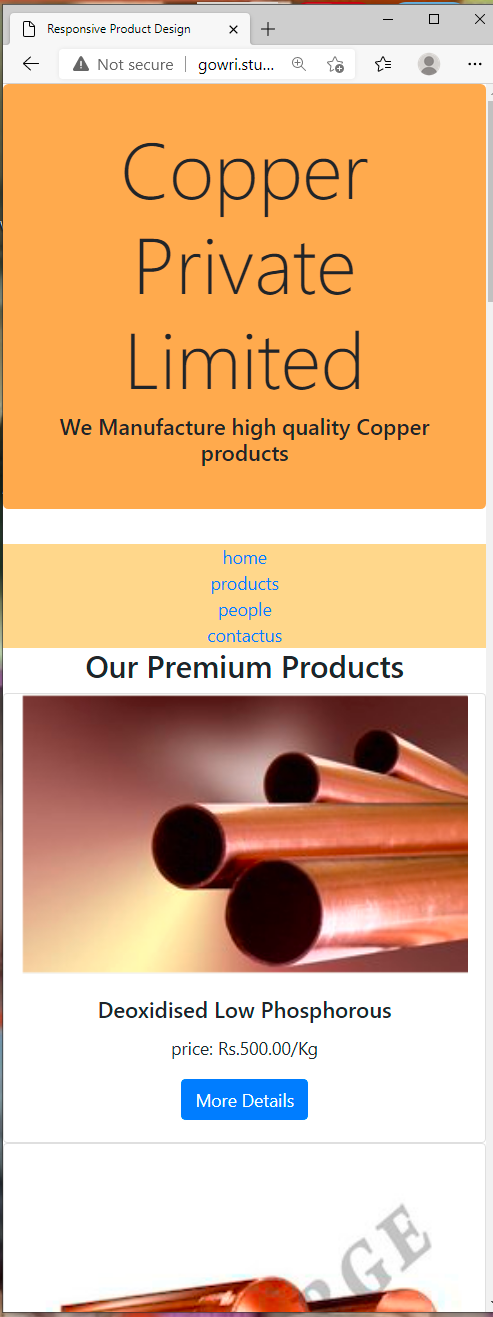 Responsive Product Design
Not secure | gowri.stu...
Copper
Private
Limited
We Manufacture high quality Copper
products
home
products
people
contactus
Our Premium Products
Deoxidised Low Phosphorous
price: Rs.500.00/Kg
More Details
RGE